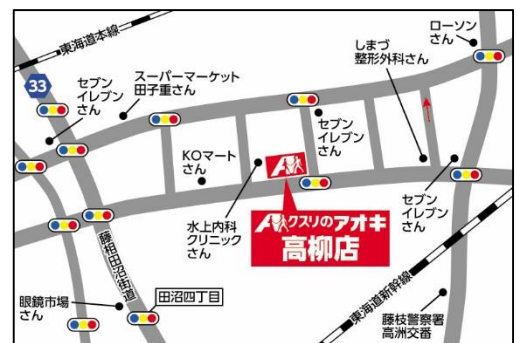 東海道本線
ローソン
さん
しまづ
整形外科さん
33
セブン
イレブン
さん
スーパーマーケット
田子重さん
セブン
イレブン
さん
KOマート
さん
水上内科
クリニック
さん
クスリのアオキ
高柳店
セブン
イレブン
さん
藤相田沼街道
眼鏡市場
さん
田沼四丁目
東海道新幹線
藤枝警察署
高洲交番